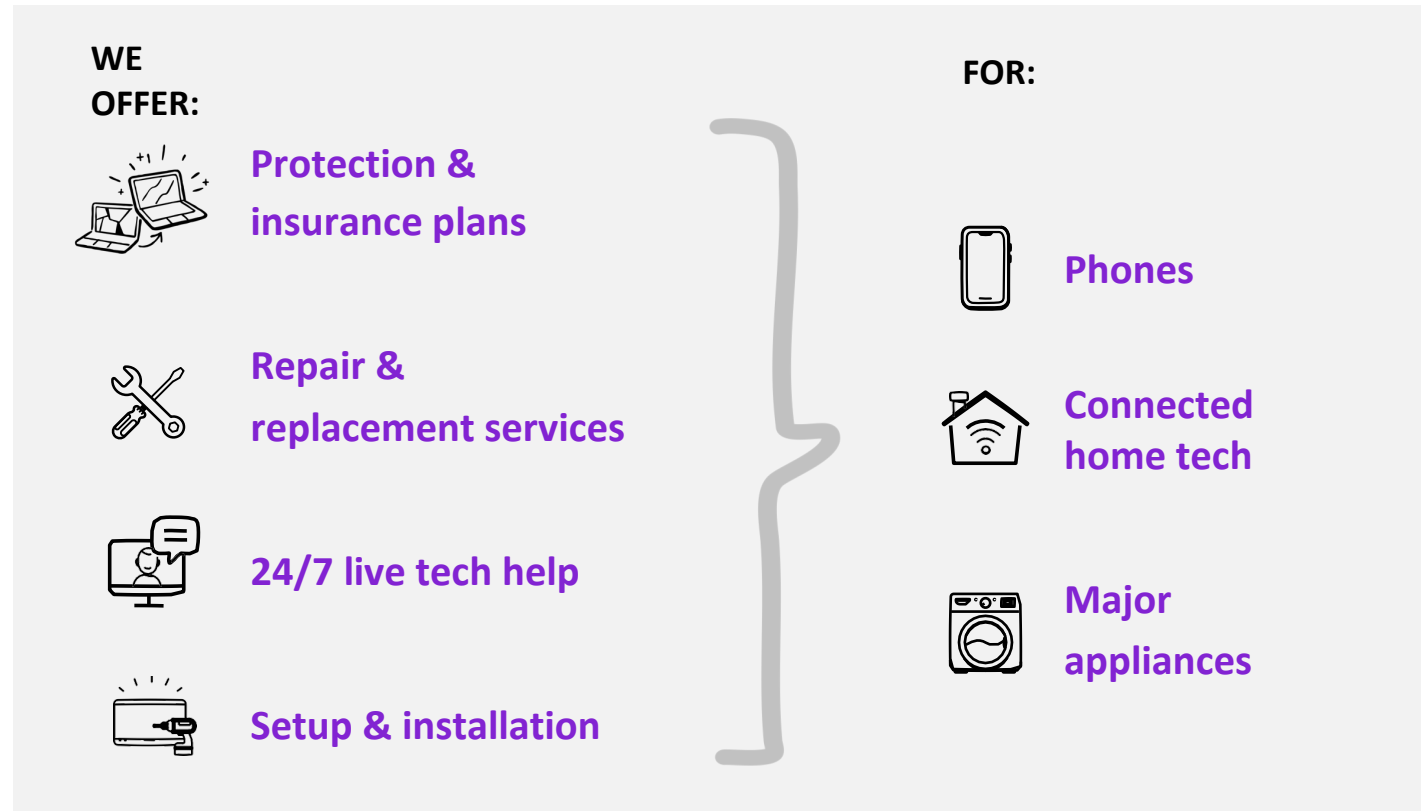 WE
OFFER:
Protection &
insurance plans
Repair &
replacement services
24/7 live tech help
Setup & installation
FOR:
Phones
Connected
home tech
Major
appliances